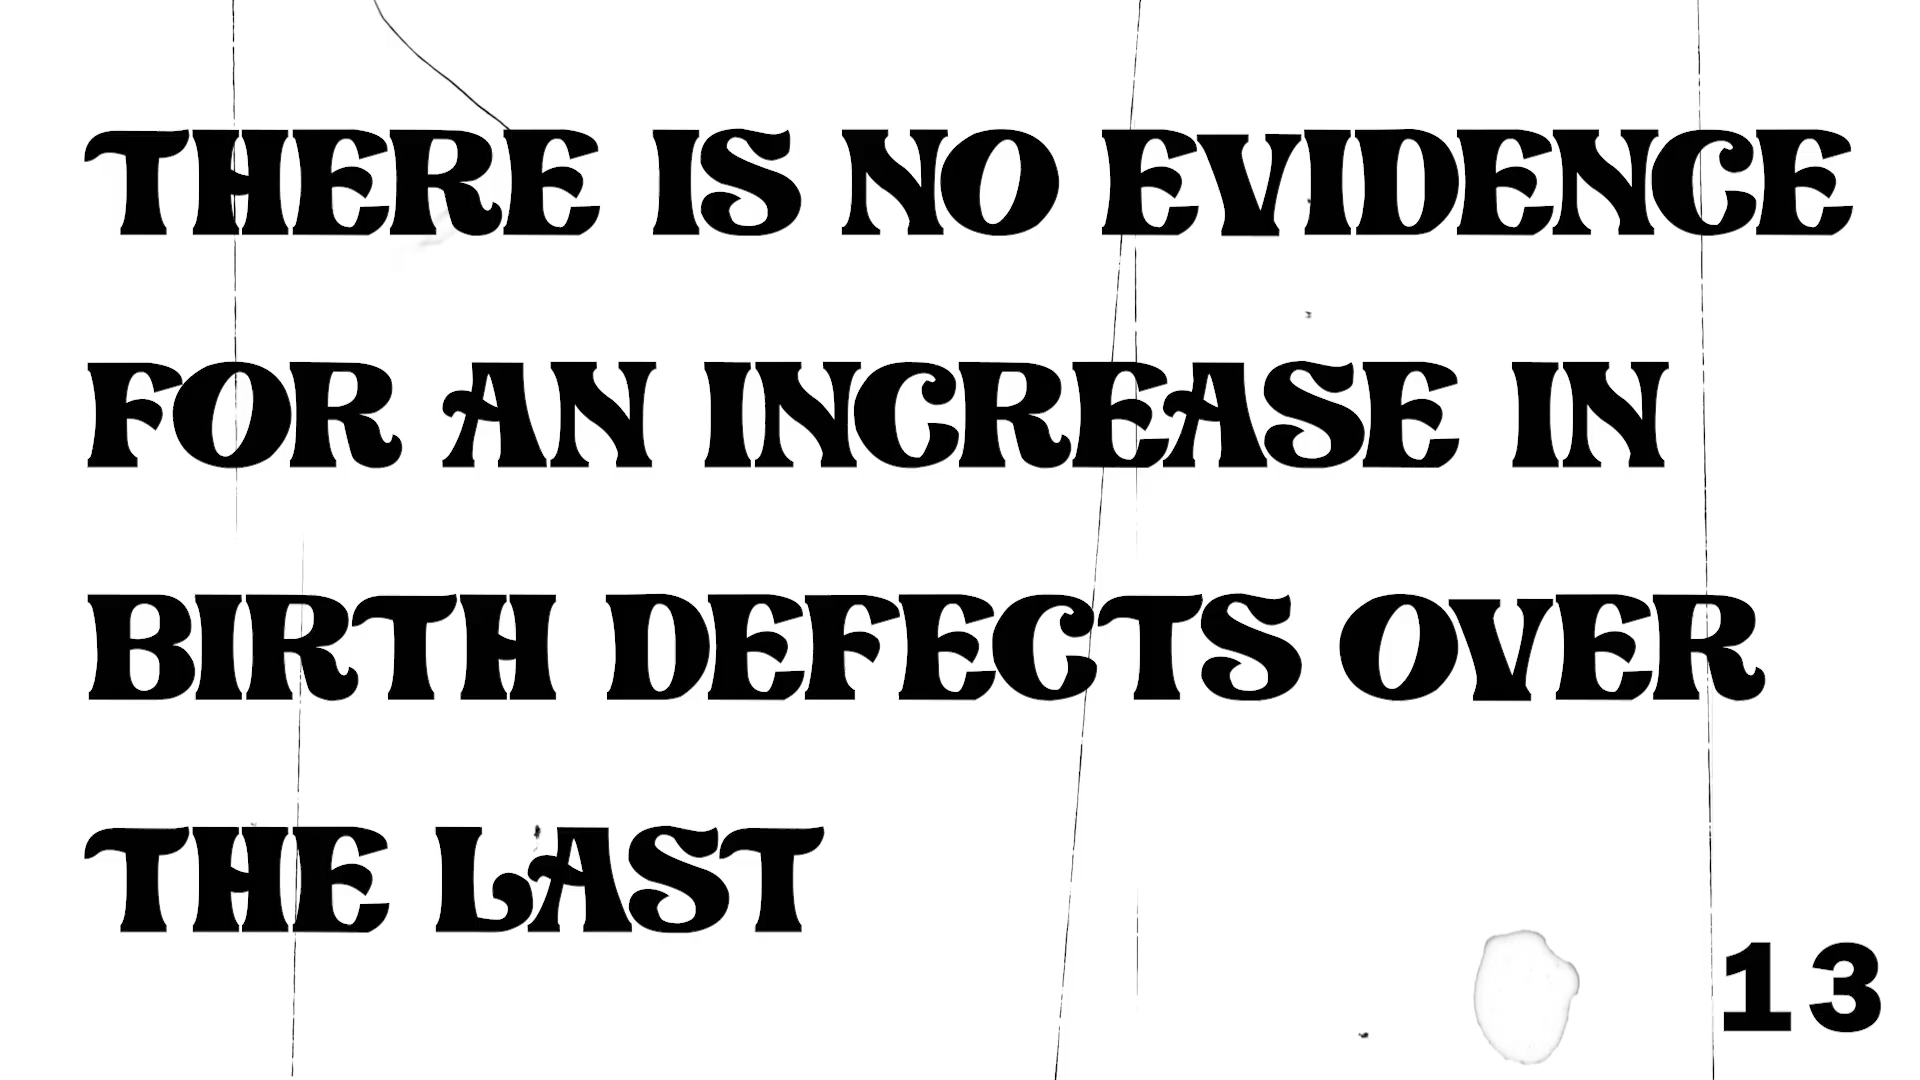 THERE IS NO EVIDENCE
FOR AN INCREASE IN
BIRTH DEFECTS OVER
THE LAST
13